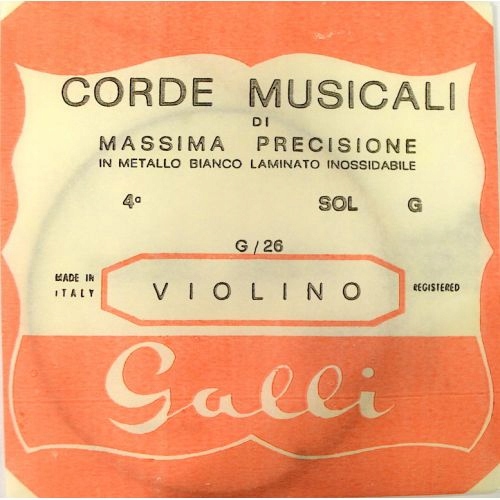 CORDE MUSICALI
DI
MASSIMA PRECISIONE
IN METALLO BIANCO LAMINATO INOSSIDABILE
4a SOL G
G/26
MADE IN
ITALY
VIOLINO
REGISTERED
Galli